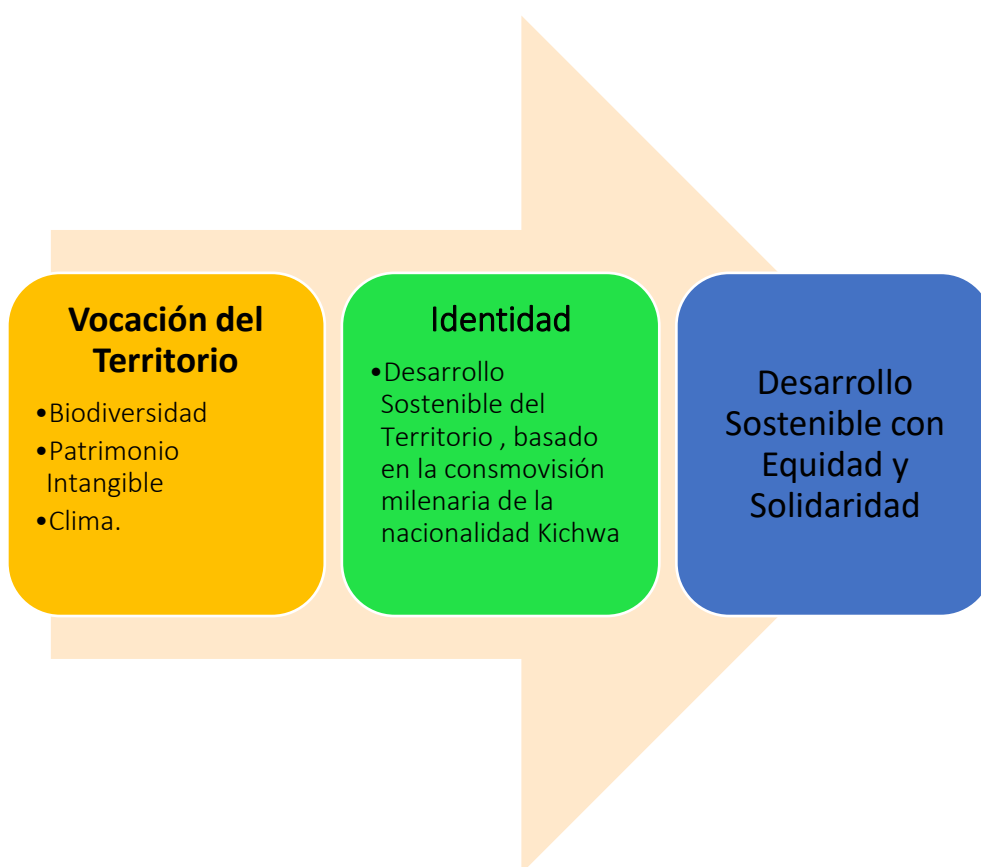 Vocación del
Territorio
•Biodiversidad
•Patrimonio
Intangible
•Clima.
Identidad
•Desarrollo
Sostenible del
Territorio , basado
en la consmovisión
milenaria de la
nacionalidad Kichwa
Desarrollo
Sostenible con
Equidad y
Solidaridad